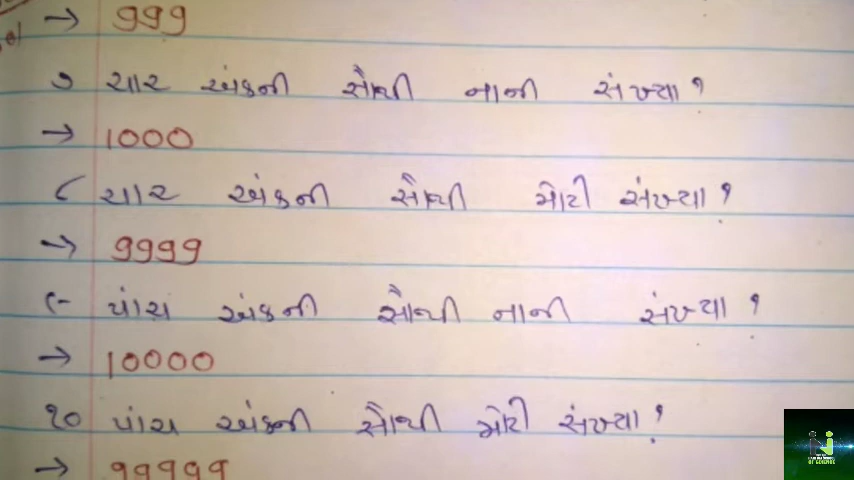 → 999
૭ ચાર અંકની સૌથી નાની સંખ્યા ?
→ 1000
૮ ચાર અંકની સૌથી મોટી સંખ્યા ?
→ 9999
૯ પાંચ અંકની સૌથી નાની સંખ્યા ?
→ 10000
૧૦ પાંચ અંકની સૌથી મોટી સંખ્યા ?
→ 99999